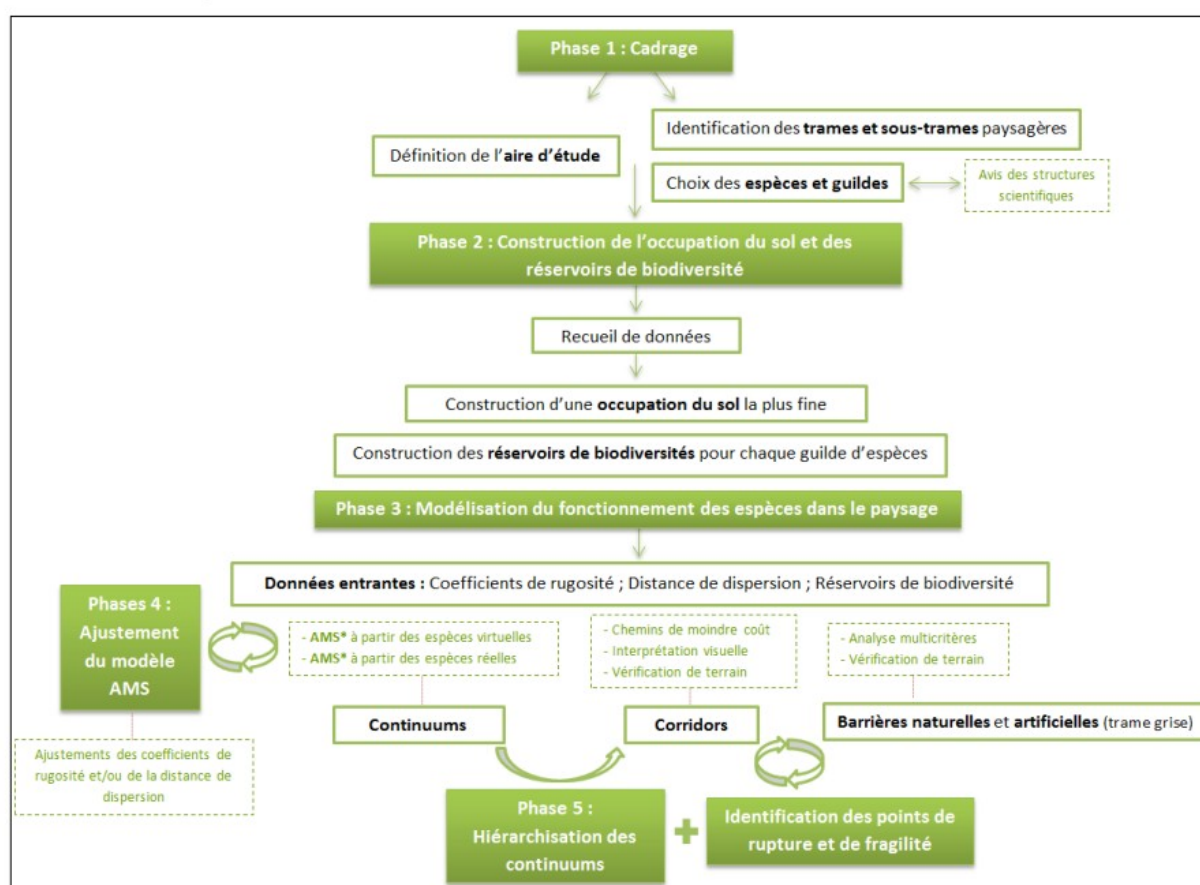 Phase 1 : Cadrage
Identification des trames et sous-trames paysagères
Définition de l'aire d'étude
Choix des espèces et guildes
Avis des structures
scientifiques
Phase 2 : Construction de l'occupation du sol et des
réservoirs de biodiversité
Recueil de données
Construction d'une occupation du sol la plus fine
Construction des réservoirs de biodiversités pour chaque guilde d'espèces
Phase 3 : Modélisation du fonctionnement des espèces dans le paysage
Données entrantes : Coefficients de rugosité ; Distance de dispersion ; Réservoirs de biodiversité
Phases 4 :
Ajustement
du modèle
AMS
- AMS* à partir des espèces virtuelles
- AMS* à partir des espèces réelles
- Chemins de moindre coût
- Interprétation visuelle
- Vérification de terrain
- Analyse multicritères
- Vérification de terrain
Continuums
Corridors
Barrières naturelles et artificielles (trame grise)
Ajustements des coefficients de
rugosité et/ou de la distance de
dispersion
Phase 5 :
Hiérarchisation des
continuums
Identification des points de
rupture et de fragilité